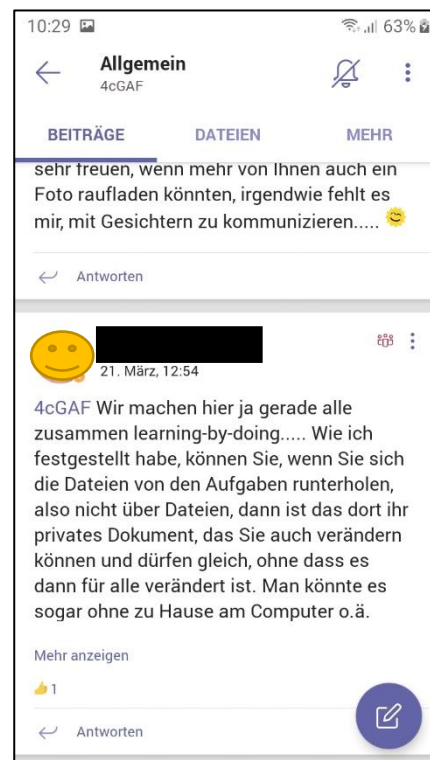 10:29 63%
Allgemein
4cGAF
BEITRÄGE DATEIEN MEHR
sehr freuen, wenn mehr von Ihnen auch ein
Foto raufladen könnten, irgendwie fehlt es
mir, mit Gesichtern zu kommunizieren.....
Antworten
21. März, 12:54
4cGAF Wir machen hier ja gerade alle
zusammen learning-by-doing..... Wie ich
festgestellt habe, können Sie, wenn Sie sich
die Dateien von den Aufgaben runterholen,
also nicht über Dateien, dann ist das dort ihr
privates Dokument, das Sie auch verändern
können und dürfen gleich, ohne dass es
dann für alle verändert ist. Man könnte es
sogar ohne zu Hause am Computer o.ä.
Mehr anzeigen
👍1
Antworten